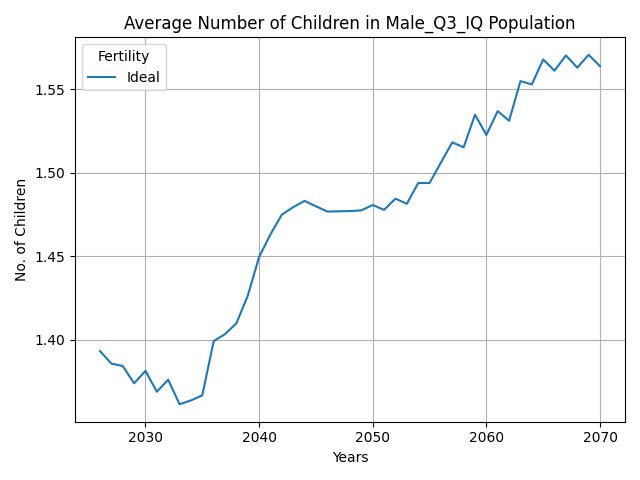 Average Number of Children in Male_Q3_IQ Population
Fertility
Ideal
No. of Children
1.55
1.50
1.45
1.40
2030
2040
2050
2060
2070
Years